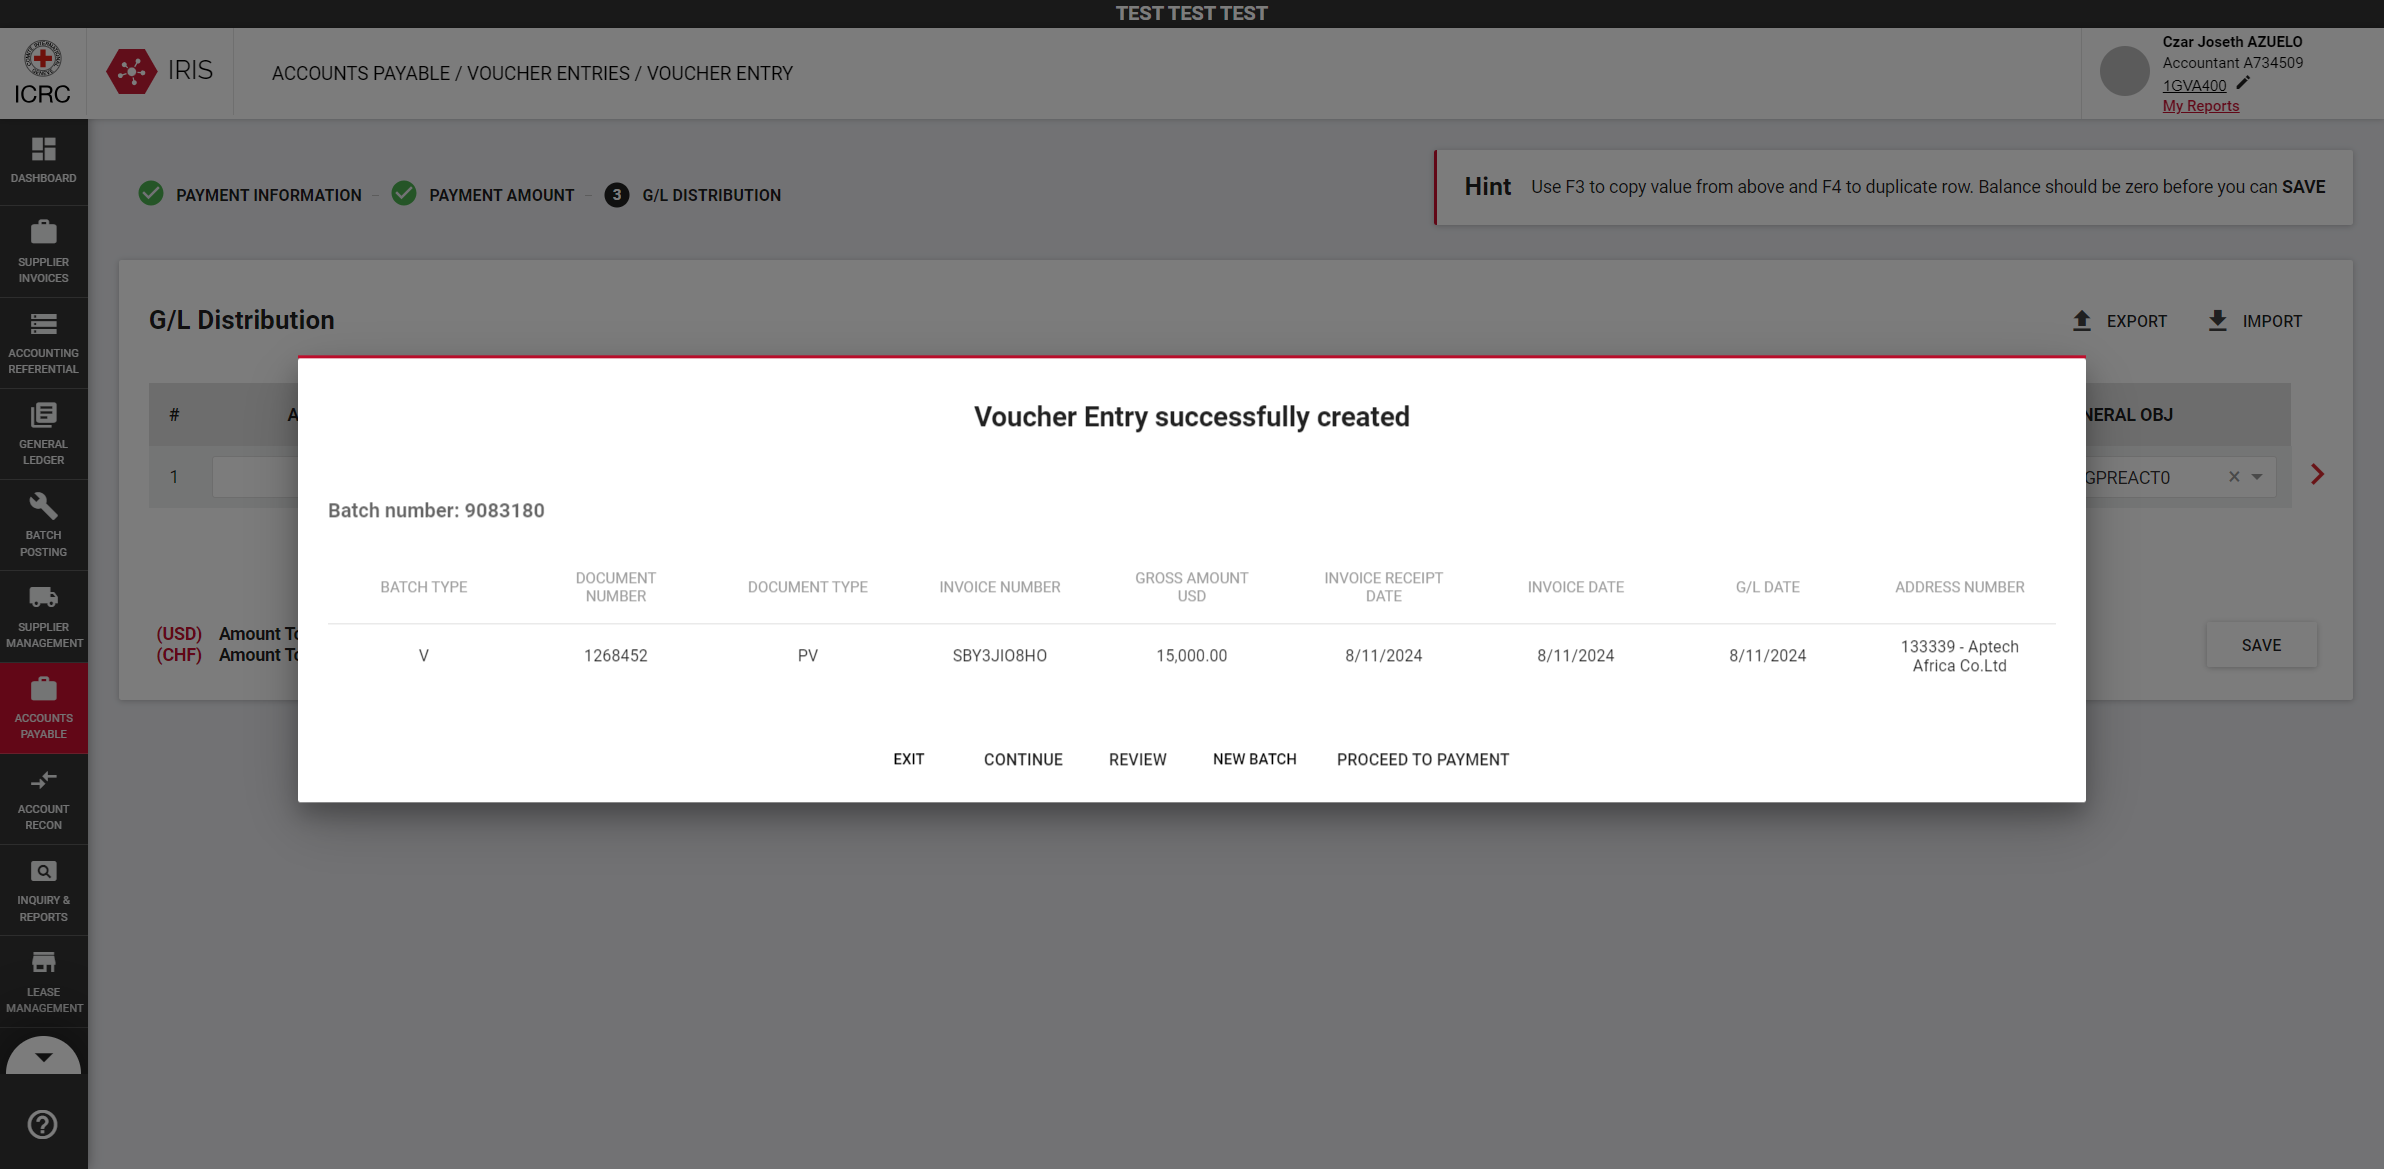 TEST TEST TEST
ICRC
IRIS
ACCOUNTS PAYABLE / VOUCHER ENTRIES / VOUCHER ENTRY
Czar Joseth AZUELO
Accountant A734509
1GVA400
My Reports
DASHBOARD
SUPPLIER
INVOICES
ACCOUNTING
REFERENTIAL
GENERAL
LEDGER
BATCH
POSTING
SUPPLIER
MANAGEMENT
ACCOUNTS
PAYABLE
ACCOUNT
RECON
INQUIRY &
REPORTS
LEASE
MANAGEMENT
PAYMENT INFORMATION - PAYMENT AMOUNT - 3 G/L DISTRIBUTION
Hint Use F3 to copy value from above and F4 to duplicate row. Balance should be zero before you can SAVE
G/L Distribution
EXPORT IMPORT
# A NERAL OBJ
1 GPREACT0
(USD) Amount To
(CHF) Amount To
SAVE
Voucher Entry successfully created
Batch number: 9083180
BATCH TYPE DOCUMENT NUMBER DOCUMENT TYPE INVOICE NUMBER GROSS AMOUNT USD INVOICE RECEIPT DATE INVOICE DATE G/L DATE ADDRESS NUMBER
V 1268452 PV SBY3JIO8HO 15,000.00 8/11/2024 8/11/2024 8/11/2024 133339 - Aptech Africa Co.Ltd
EXIT CONTINUE REVIEW NEW BATCH PROCEED TO PAYMENT